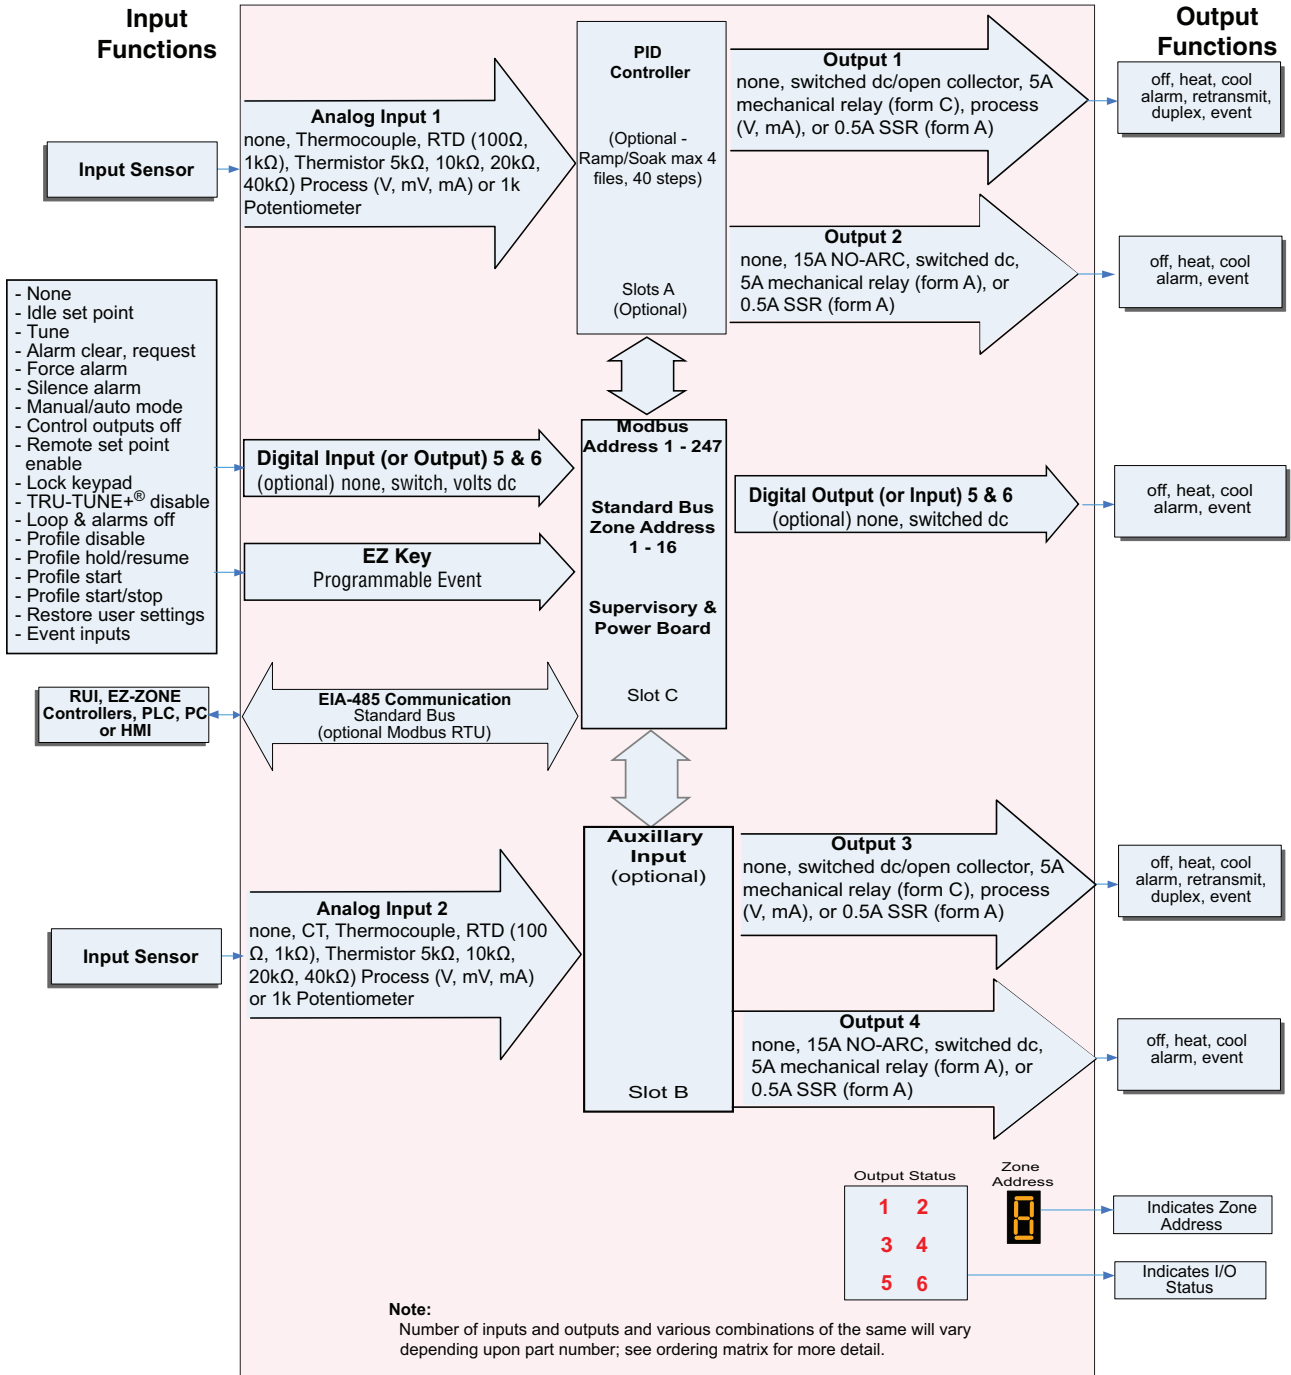 Input
Functions
Output
Functions
PID
Controller
(Optional -
Ramp/Soak max 4
files, 40 steps)
Slots A
(Optional)
Analog Input 1
none, Thermocouple, RTD (100Ω,
1kΩ), Thermistor 5kΩ, 10kΩ, 20kΩ,
40kΩ) Process (V, mV, mA) or 1k
Potentiometer
Input Sensor
Output 1
none, switched dc/open collector, 5A
mechanical relay (form C), process
(V, mA), or 0.5A SSR (form A)
off, heat, cool
alarm, retransmit,
duplex, event
Output 2
none, 15A NO-ARC, switched dc,
5A mechanical relay (form A), or
0.5A SSR (form A)
off, heat, cool
alarm, event
- None
- Idle set point
- Tune
- Alarm clear, request
- Force alarm
- Silence alarm
- Manual/auto mode
- Control outputs off
- Remote set point
enable
- Lock keypad
- TRU-TUNE+® disable
- Loop & alarms off
- Profile disable
- Profile hold/resume
- Profile start
- Profile start/stop
- Restore user settings
- Event inputs
Digital Input (or Output) 5 & 6
(optional) none, switch, volts dc
EZ Key
Programmable Event
Modbus
Address 1 - 247
Standard Bus
Zone Address
1 - 16
Supervisory &
Power Board
Slot C
Digital Output (or Input) 5 & 6
(optional) none, switched dc
off, heat, cool
alarm, event
RUI, EZ-ZONE
Controllers, PLC, PC
or HMI
EIA-485 Communication
Standard Bus
(optional Modbus RTU)
Auxillary
Input
(optional)
Slot B
Analog Input 2
none, CT, Thermocouple, RTD (100
Ω, 1kΩ), Thermistor 5kΩ, 10kΩ,
20kΩ, 40kΩ) Process (V, mV, mA)
or 1k Potentiometer
Input Sensor
Output 3
none, switched dc/open collector, 5A
mechanical relay (form C), process
(V, mA), or 0.5A SSR (form A)
off, heat, cool
alarm, retransmit,
duplex, event
Output 4
none, 15A NO-ARC, switched dc,
5A mechanical relay (form A), or
0.5A SSR (form A)
off, heat, cool
alarm, event
Output Status
1 2
3 4
5 6
Zone
Address
8
Indicates Zone
Address
Indicates I/O
Status
Note:
Number of inputs and outputs and various combinations of the same will vary
depending upon part number; see ordering matrix for more detail.